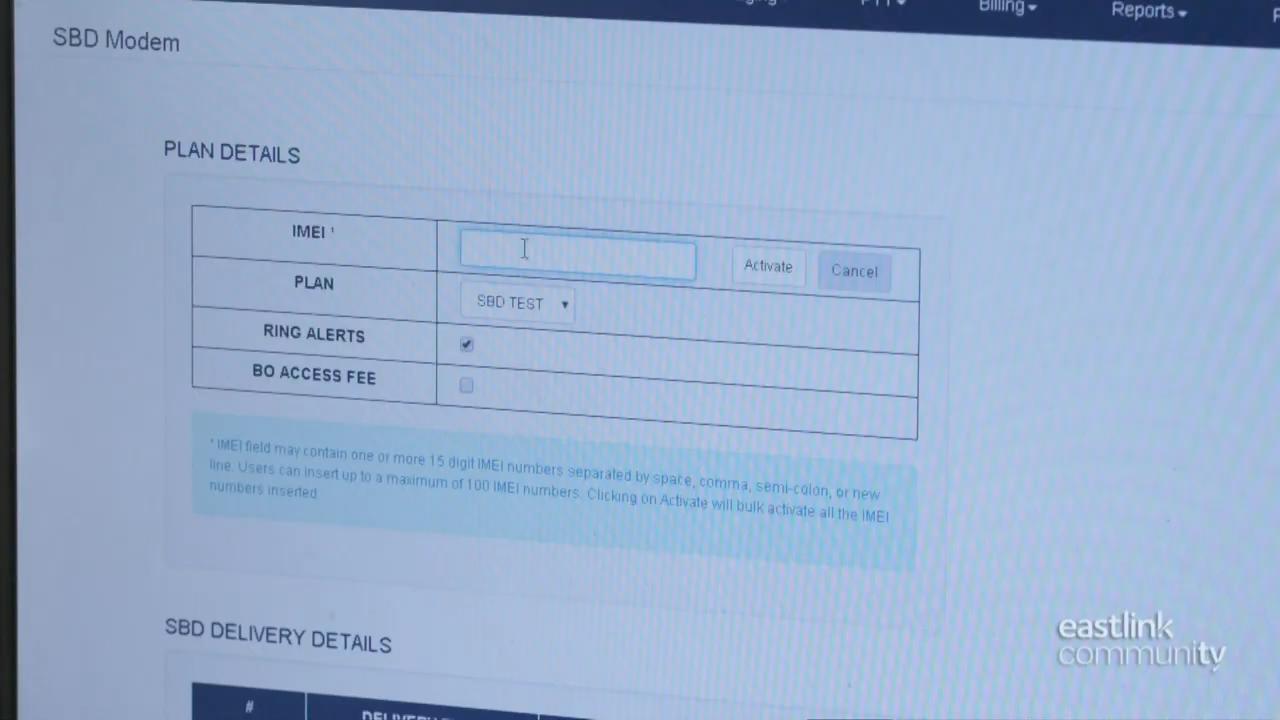 Billing
Reports
SBD Modem
PLAN DETAILS
IMEI ¹
Activate
Cancel
PLAN
SBD TEST
RING ALERTS
BO ACCESS FEE
¹ IMEI field may contain one or more 15 digit IMEI numbers separated by space, comma, semi-colon, or new
line. Users can insert up to a maximum of 100 IMEI numbers. Clicking on Activate will bulk activate all the IMEI
numbers inserted.
SBD DELIVERY DETAILS
#
eastlink
community